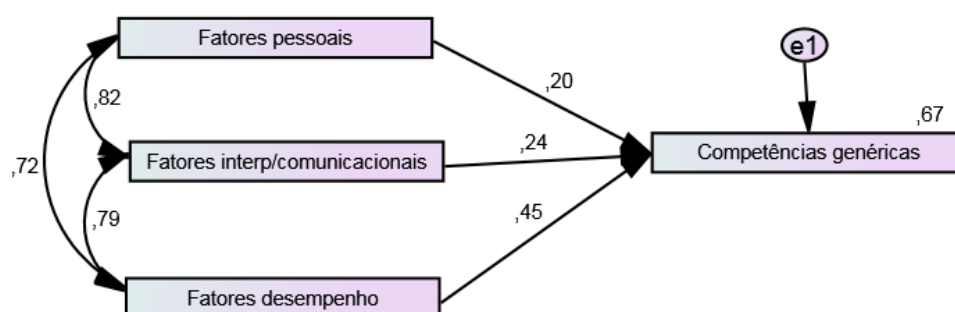 Fatores pessoais
e1
,82
,20
,67
Fatores interp/comunicacionais
,24
Competências genéricas
,72
,79
,45
Fatores desempenho